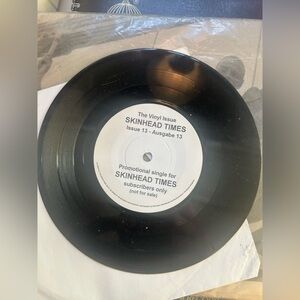 The Vinyl Issue
SKINHEAD TIMES
Issue 13 - Ausgabe 13
Promotional single for
SKINHEAD TIMES
subscribers only
(not for sale)